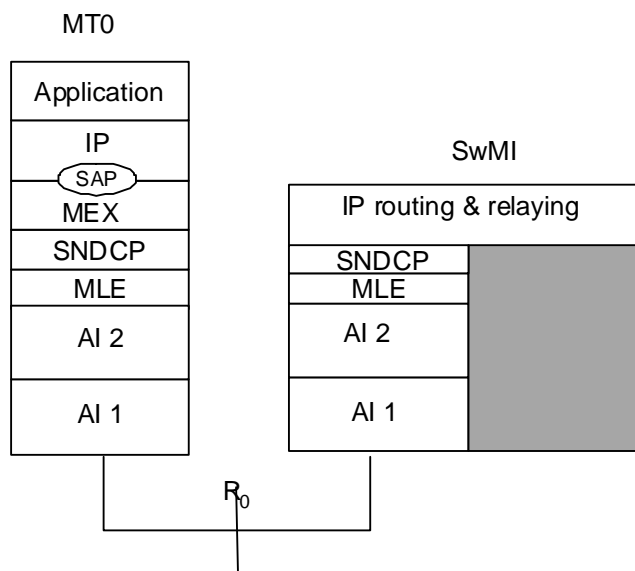 MT0
Application
IP
SAP
MEX
SNDCP
MLE
AI 2
AI 1
SwMI
IP routing & relaying
SNDCP
MLE
AI 2
AI 1
R₀